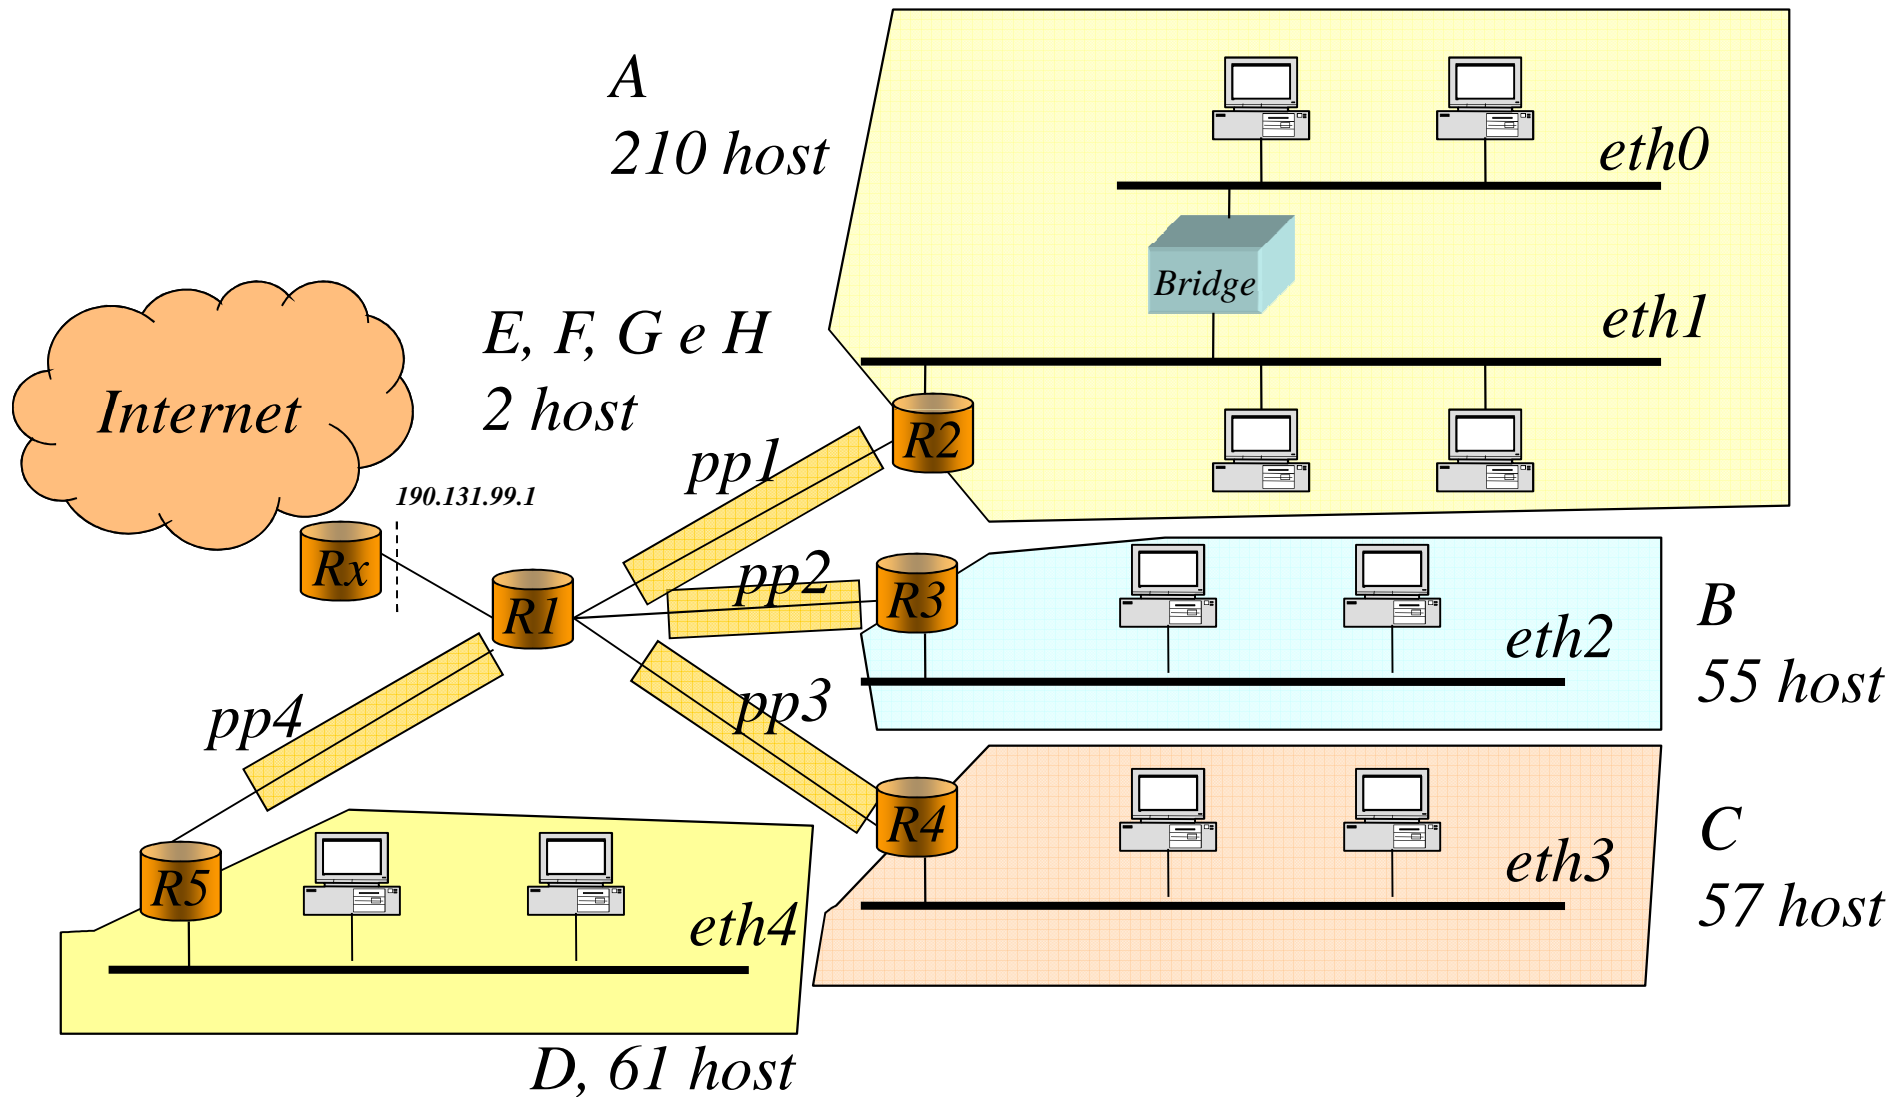 A
210 host
eth0
Bridge
eth1
E, F, G e H
2 host
Internet
R2
pp1
190.131.99.1
Rx
pp2
R1
R3
B
55 host
eth2
pp3
pp4
R4
C
57 host
eth3
R5
eth4
D, 61 host